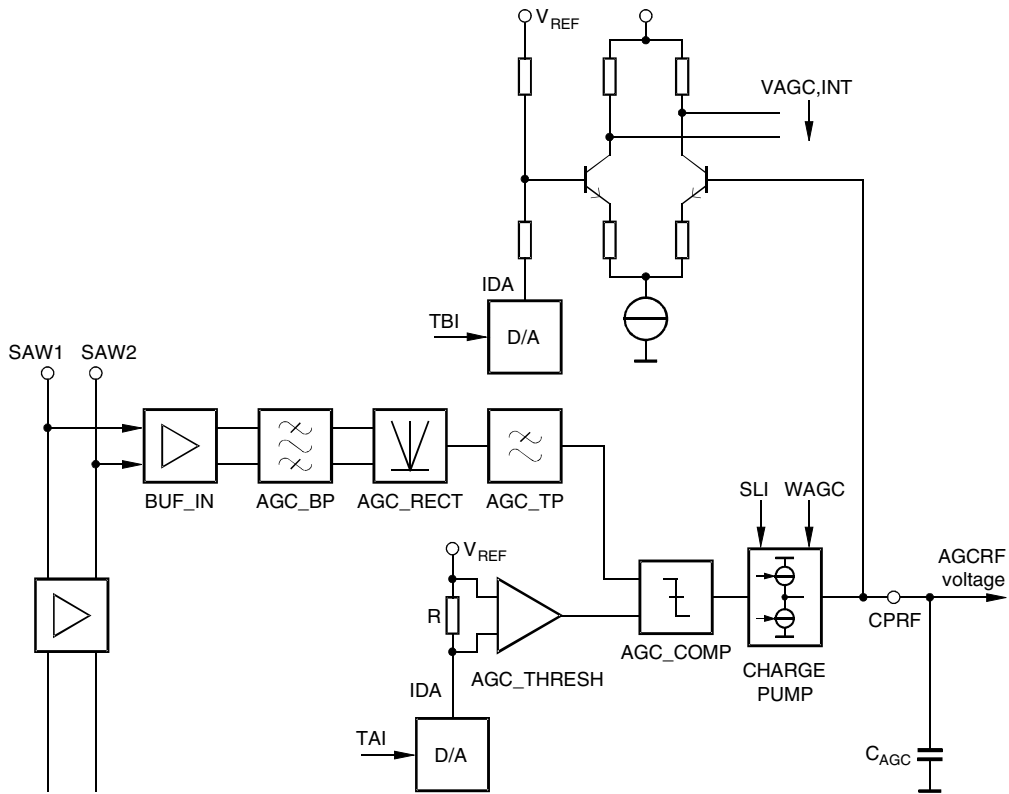 VREF
VAGC,INT
IDA
TBI
D/A
SAW1
SAW2
BUF_IN
AGC_BP
AGC_RECT
AGC_TP
SLI
WAGC
VREF
AGCRF
voltage
R
CPRF
AGC_COMP
AGC_THRESH
CHARGE
PUMP
IDA
TAI
D/A
CAGC